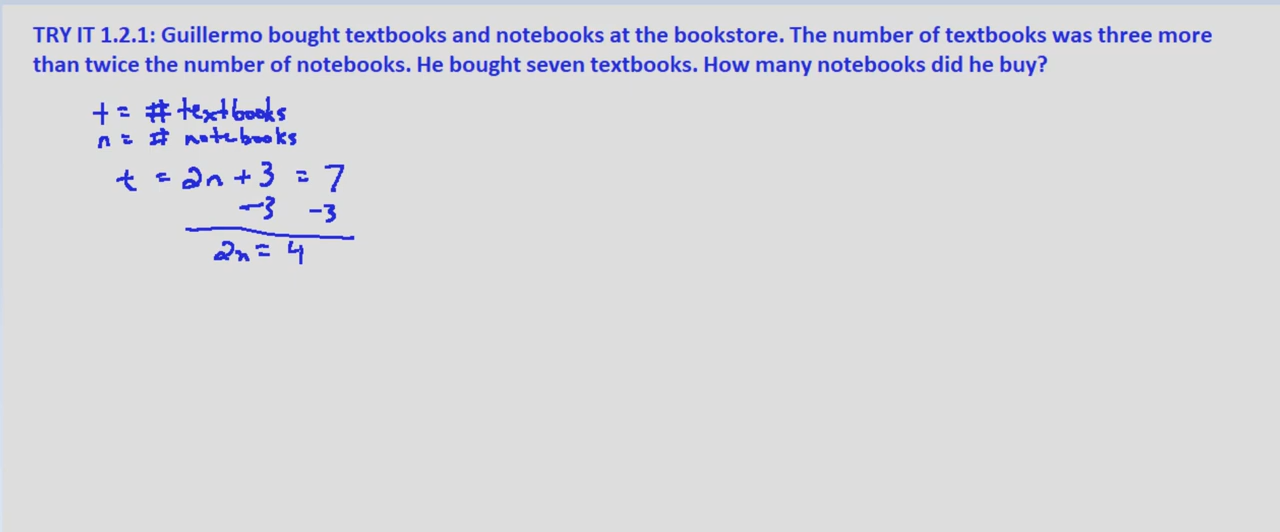 TRY IT 1.2.1: Guillermo bought textbooks and notebooks at the bookstore. The number of textbooks was three more
than twice the number of notebooks. He bought seven textbooks. How many notebooks did he buy?
t = # textbooks
n = # notebooks
t = 2n + 3 = 7
-3 -3
2n = 4